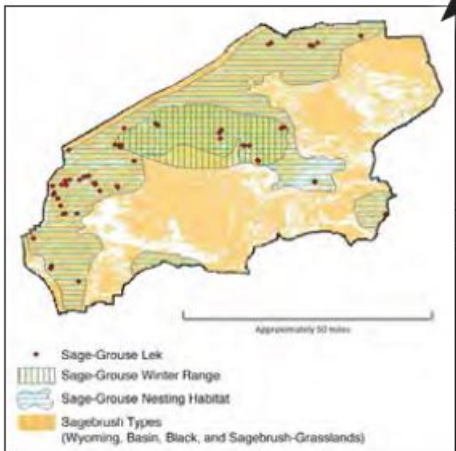 Approximately 50 miles
Sage-Grouse Lek
Sage-Grouse Winter Range
Sage-Grouse Nesting Habitat
Sagebrush Types
(Wyoming, Basin, Black, and Sagebrush-Grasslands)